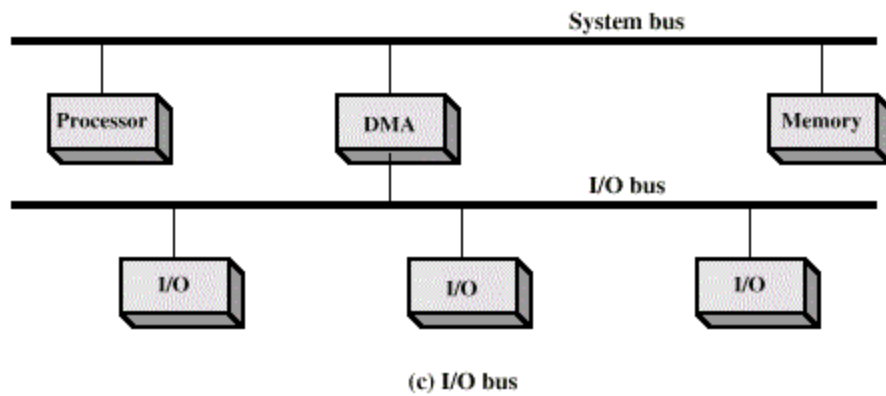 System bus
Processor
DMA
Memory
I/O bus
I/O
I/O
I/O
(c) I/O bus